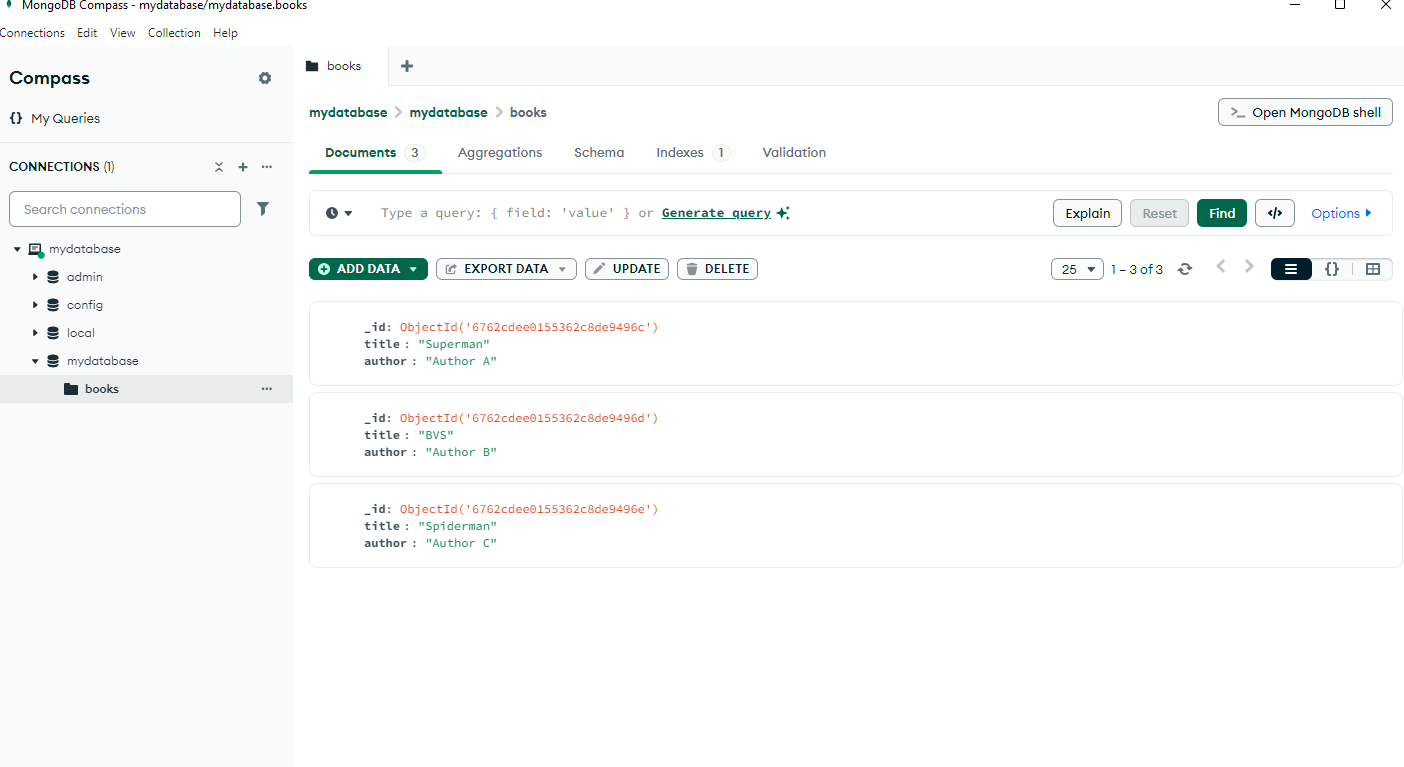 MongoDB Compass - mydatabase/mydatabase.books
Connections Edit View Collection Help
Compass
My Queries
CONNECTIONS (1)
Search connections
mydatabase
admin
config
local
mydatabase
books
books
mydatabase > mydatabase > books
>_ Open MongoDB shell
Documents 3 Aggregations Schema Indexes 1 Validation
Type a query: { field: 'value' } or Generate query
Explain Reset Find </> Options
ADD DATA EXPORT DATA UPDATE DELETE
25 1 – 3 of 3 {}
_id: ObjectId('6762cdee0155362c8de9496c')
title : "Superman"
author : "Author A"
_id: ObjectId('6762cdee0155362c8de9496d')
title : "BVS"
author : "Author B"
_id: ObjectId('6762cdee0155362c8de9496e')
title : "Spiderman"
author : "Author C"